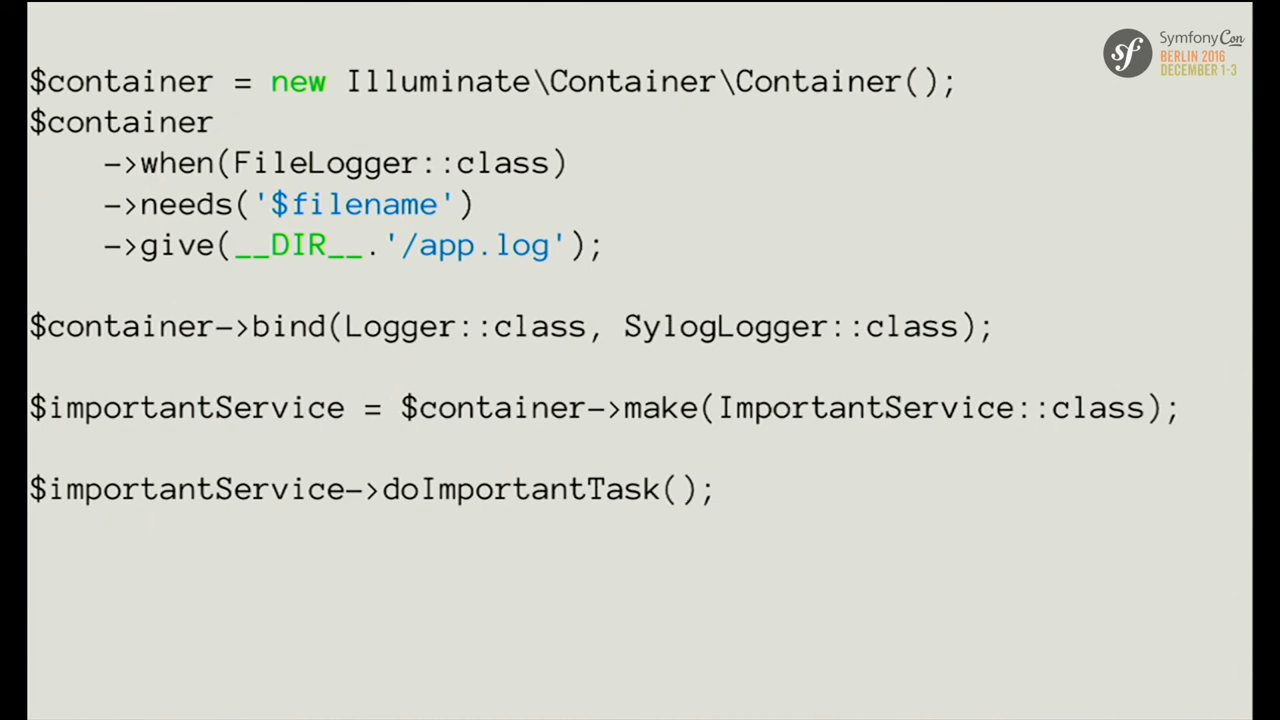 SymfonyCon
BERLIN 2016
DECEMBER 1-3
sf
$container = new Illuminate\Container\Container();
$container
->when(FileLogger::class)
->needs('$filename')
->give(__DIR__.'/app.log');
$container->bind(Logger::class, SylogLogger::class);
$importantService = $container->make(ImportantService::class);
$importantService->doImportantTask();